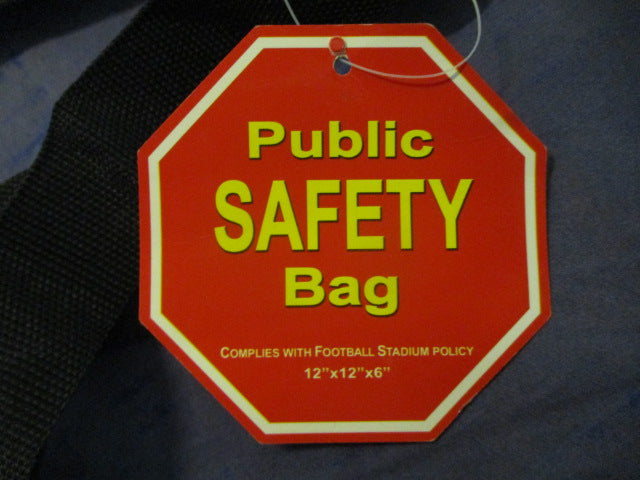 Public
SAFETY
Bag
COMPLIES WITH FOOTBALL STADIUM POLICY
12"x12"x6"